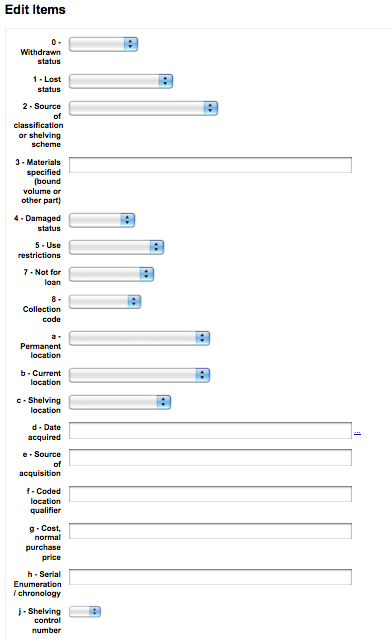 Edit Items
0 -
Withdrawn
status
1 - Lost
status
2 - Source
of
classification
or shelving
scheme
3 - Materials
specified
(bound
volume or
other part)
4 - Damaged
status
5 - Use
restrictions
7 - Not for
loan
8 -
Collection
code
a -
Permanent
location
b - Current
location
c - Shelving
location
d - Date
acquired
...
e - Source
of
acquisition
f - Coded
location
qualifier
g - Cost,
normal
purchase
price
h - Serial
Enumeration
/ chronology
j - Shelving
control
number